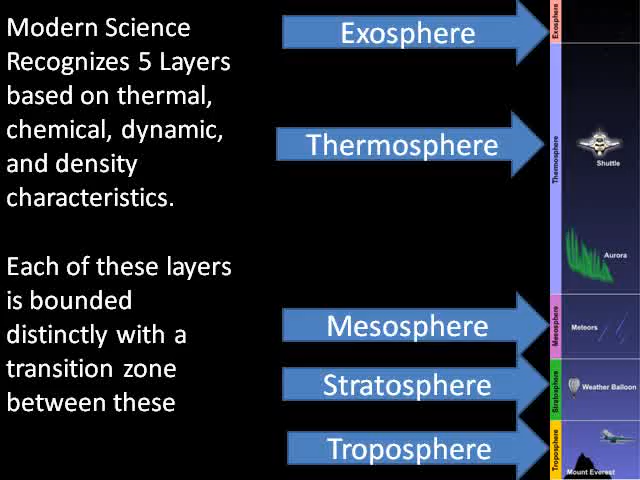 Modern Science
Recognizes 5 Layers
based on thermal,
chemical, dynamic,
and density
characteristics.
Each of these layers
is bounded
distinctly with a
transition zone
between these
Exosphere
Thermosphere
Mesosphere
Stratosphere
Troposphere
Exosphere
Thermosphere
Mesosphere
Stratosphere
Troposphere
Shuttle
Aurora
Meteors
Weather Balloon
Mount Everest